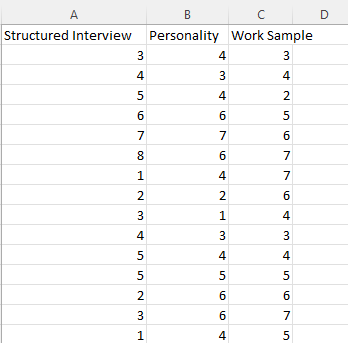 A B C D
Structured Interview Personality Work Sample
3 4 3
4 3 4
5 4 2
6 6 5
7 7 6
8 6 7
1 4 7
2 2 6
3 1 4
4 3 3
5 4 4
5 5 5
2 6 6
3 6 7
1 4 5